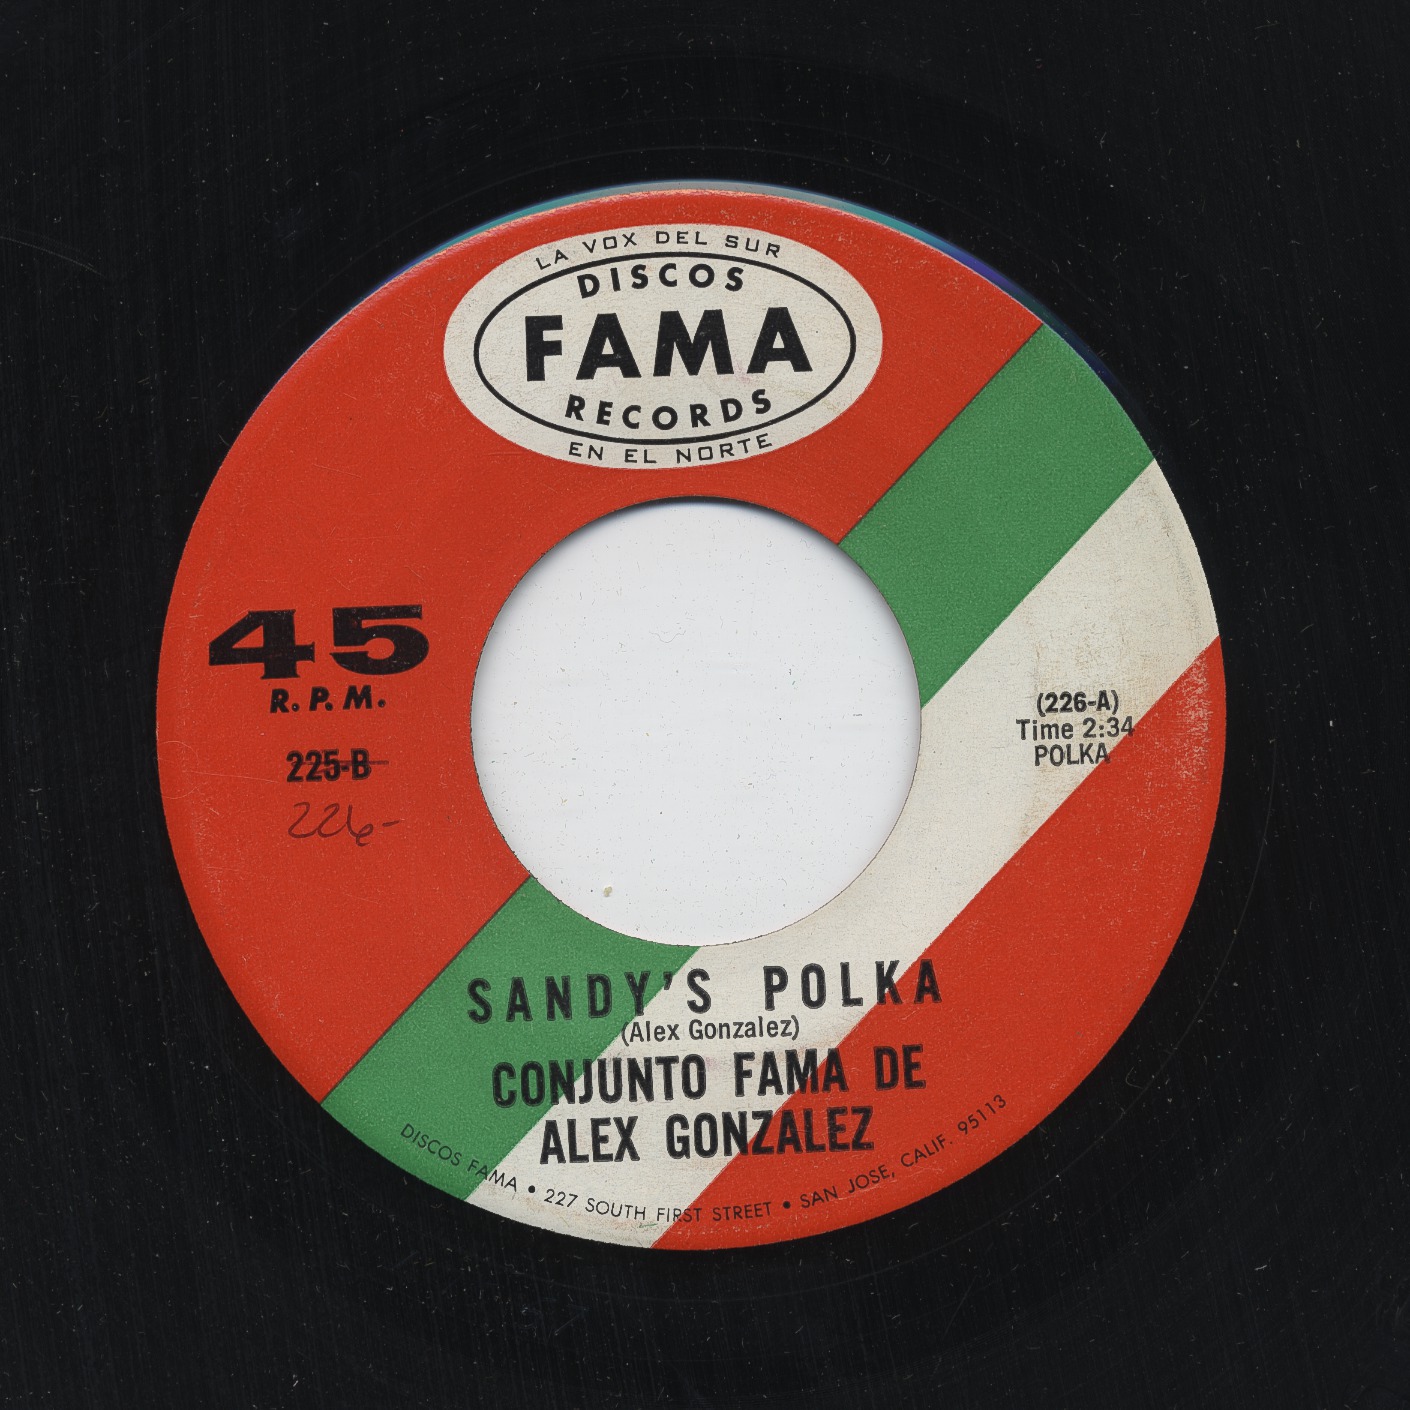 LA VOX DEL SUR
DISCOS
FAMA
RECORDS
EN EL NORTE
45
R.P.M.
225-B
226-
(226-A)
Time 2:34
POLKA
SANDY'S POLKA
(Alex Gonzalez)
CONJUNTO FAMA DE
ALEX GONZALEZ
DISCOS FAMA • 227 SOUTH FIRST STREET • SAN JOSE, CALIF. 95113